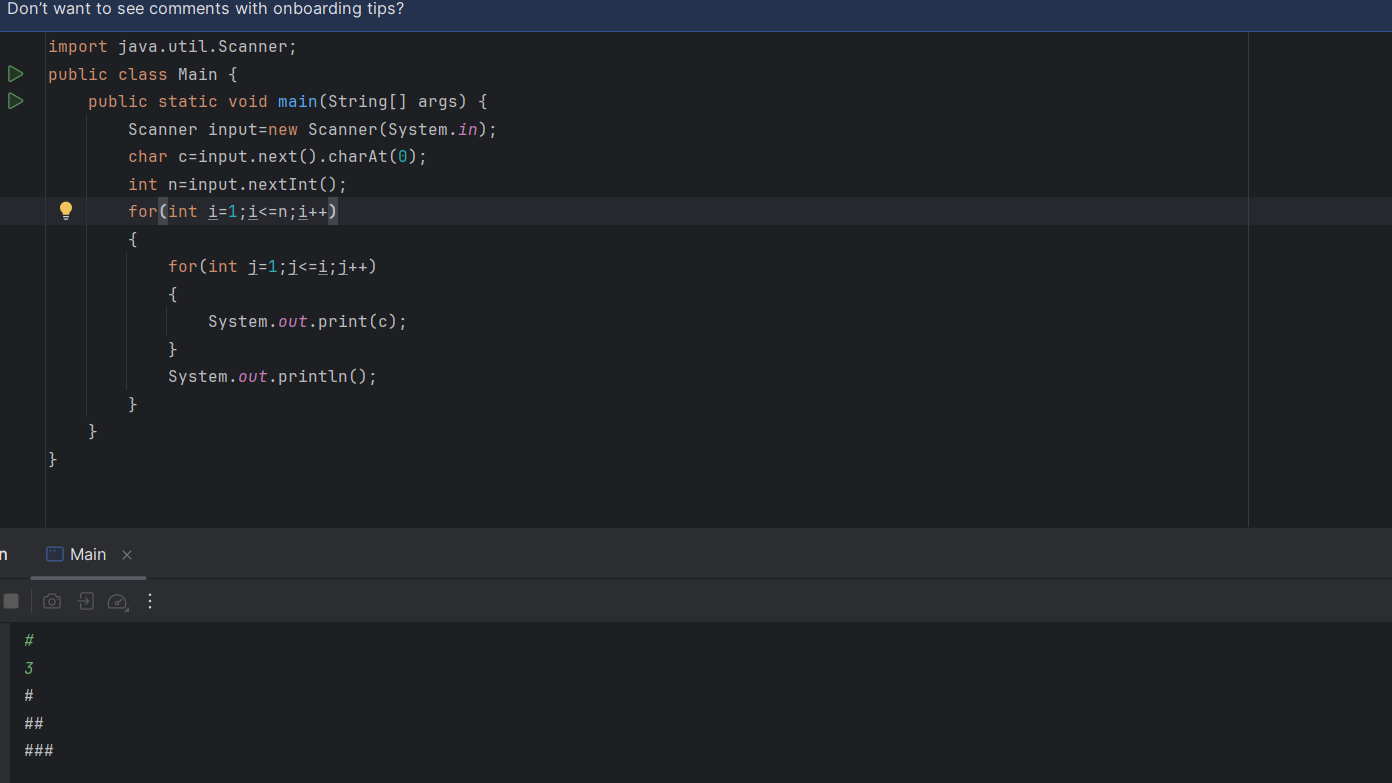 Don’t want to see comments with onboarding tips?
import java.util.Scanner;
public class Main {
    public static void main(String[] args) {
        Scanner input=new Scanner(System.in);
        char c=input.next().charAt(0);
        int n=input.nextInt();
        for(int i=1;i<=n;i++)
        {
            for(int j=1;j<=i;j++)
            {
                System.out.print(c);
            }
            System.out.println();
        }
    }
}
n Main
#
3
#
##
###